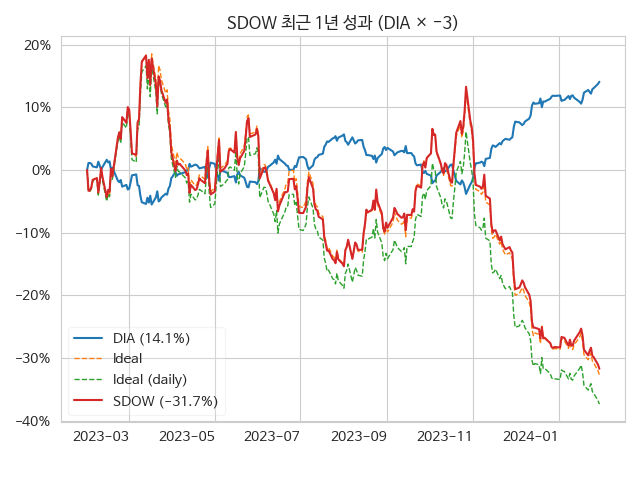 SDOW 최근 1년 성과 (DIA × −3)
20%
10%
0%
−10%
−20%
−30%
−40%
DIA (14.1%)
Ideal
Ideal (daily)
SDOW (−31.7%)
2023−03
2023−05
2023−07
2023−09
2023−11
2024−01